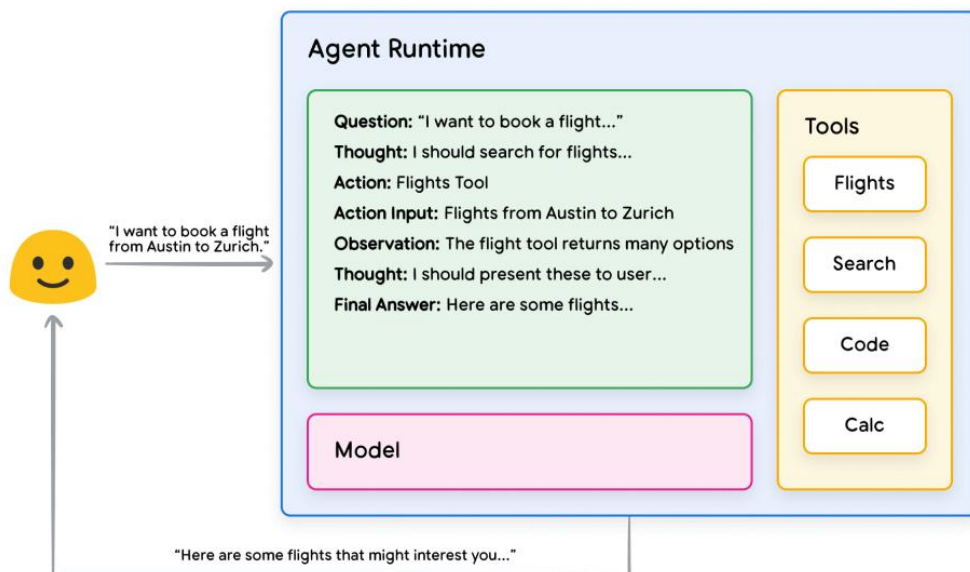 Agent Runtime
Question: “I want to book a flight...”
Thought: I should search for flights...
Action: Flights Tool
Action Input: Flights from Austin to Zurich
Observation: The flight tool returns many options
Thought: I should present these to user...
Final Answer: Here are some flights...
Tools
Flights
Search
Code
Calc
“I want to book a flight
from Austin to Zurich.”
Model
“Here are some flights that might interest you...”